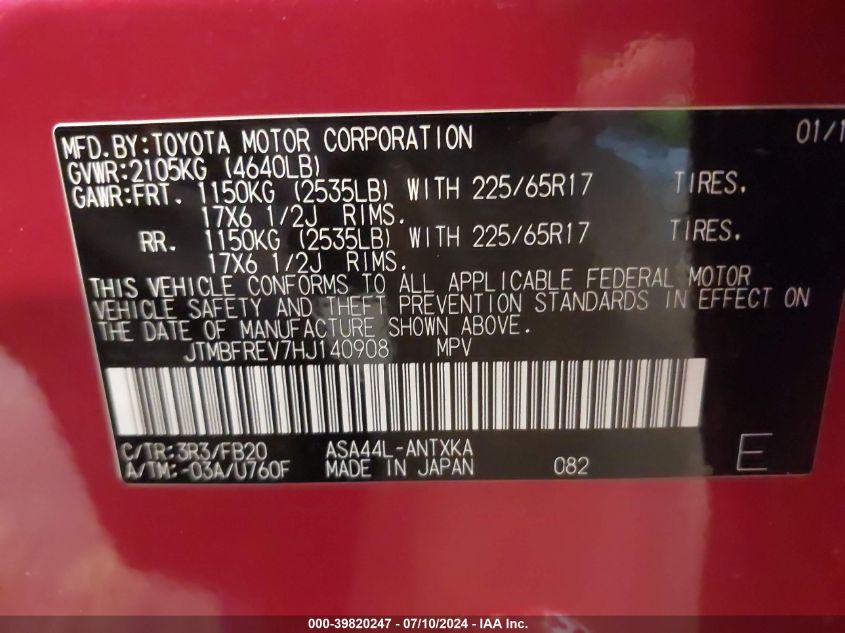 MFD.BY:TOYOTA MOTOR CORPORATION 01/1
GVWR:2105KG (4640LB)
GAWR:FRT. 1150KG (2535LB) WITH 225/65R17 TIRES.
17X6 1/2J RIMS.
RR. 1150KG (2535LB) WITH 225/65R17 TIRES.
17X6 1/2J RIMS.
THIS VEHICLE CONFORMS TO ALL APPLICABLE FEDERAL MOTOR
VEHICLE SAFETY AND THEFT PREVENTION STANDARDS IN EFFECT ON
THE DATE OF MANUFACTURE SHOWN ABOVE.
JTMBFREV7HJ140908 MPV
C/TR:3R3/FB20 ASA44L-ANTXKA
A/TM:-03A/U760F MADE IN JAPAN 082 E
000-39820247 - 07/10/2024 - IAA Inc.